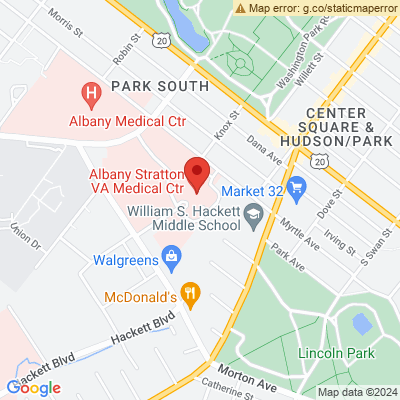 Map error: g.co/staticmaperror
Morris St
Robin St
20
Washington Park Rd
Willett St
PARK SOUTH
H
Albany Medical Ctr
Knox St
CENTER
SQUARE &
HUDSON/PARK
Dana Ave
20
Albany Stratton
VA Medical Ctr
Market 32
Dove St
William S. Hackett
Middle School
Myrtle Ave
Irving St
S Swan St
Union Dr
Park Ave
Walgreens
McDonald's
Hackett Blvd
Hackett Blvd
Lincoln Park
Morton Ave
Catherine St
Google
Map data ©2024